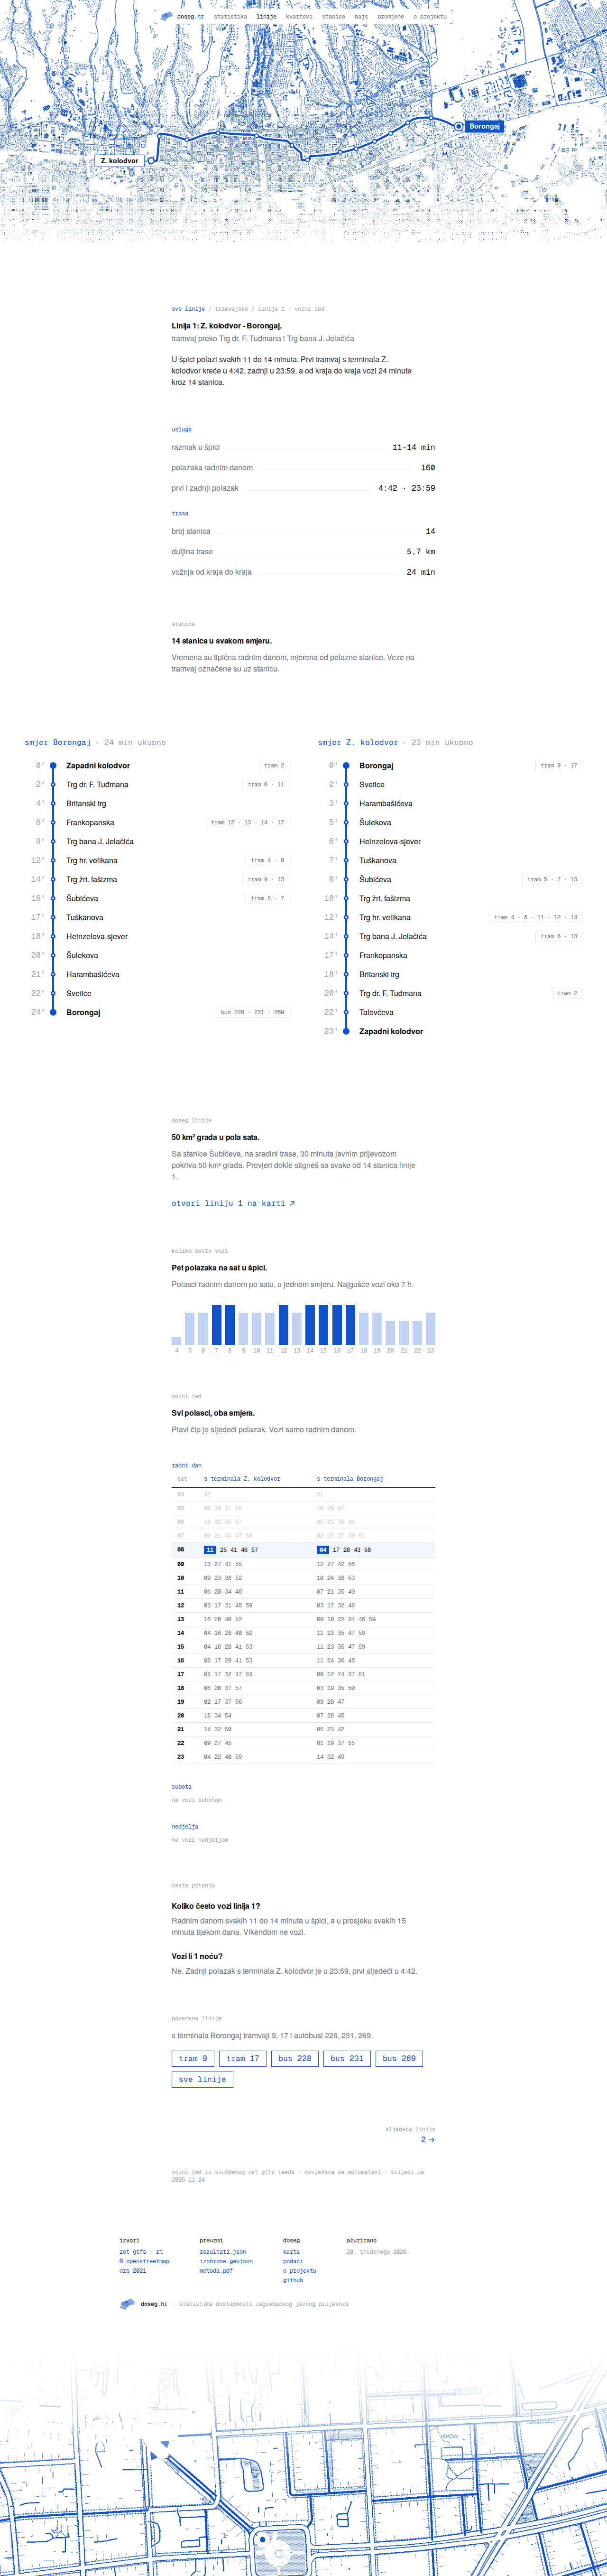 doseg.hr statistika linije kvartovi stanice bajs promjene o projektu
Borongaj
Z. kolodvor
sve linije / tramvajske / linija 1 · vozni red
Linija 1: Z. kolodvor - Borongaj.
tramvaj preko Trg dr. F. Tuđmana i Trg bana J. Jelačića
U špici polazi svakih 11 do 14 minuta. Prvi tramvaj s terminala Z.
kolodvor kreće u 4:42, zadnji u 23:59, a od kraja do kraja vozi 24 minute
kroz 14 stanica.
usluga
razmak u špici 11–14 min
polazaka radnim danom 160
prvi i zadnji polazak 4:42 · 23:59
trasa
broj stanica 14
duljina trase 5,7 km
vožnja od kraja do kraja 24 min
stanice
14 stanica u svakom smjeru.
Vremena su tipična radnim danom, mjerena od polazne stanice. Veze na
tramvaj označene su uz stanicu.
smjer Borongaj · 24 min ukupno
0' Zapadni kolodvor tram 2
2' Trg dr. F. Tuđmana tram 6 · 11
4' Britanski trg
6' Frankopanska tram 12 · 13 · 14 · 17
9' Trg bana J. Jelačića
12' Trg hr. velikana tram 4 · 8
14' Trg žrt. fašizma tram 9 · 13
16' Šubićeva tram 5 · 7
17' Tuškanova
18' Heinzelova-sjever
20' Šulekova
21' Harambašićeva
22' Svetice
24' Borongaj bus 228 · 231 · 269
smjer Z. kolodvor · 23 min ukupno
0' Borongaj tram 9 · 17
2' Svetice
3' Harambašićeva
5' Šulekova
6' Heinzelova-sjever
7' Tuškanova
8' Šubićeva tram 5 · 7 · 13
10' Trg žrt. fašizma
12' Trg hr. velikana tram 4 · 8 · 11 · 12 · 14
14' Trg bana J. Jelačića tram 6 · 13
17' Frankopanska
18' Britanski trg
20' Trg dr. F. Tuđmana tram 2
22' Talovčeva
23' Zapadni kolodvor
doseg linije
50 km² grada u pola sata.
Sa stanice Šubićeva, na sredini trase, 30 minuta javnim prijevozom
pokriva 50 km² grada. Provjeri dokle stigneš sa svake od 14 stanica linije
1.
otvori liniju 1 na karti ↗
koliko često vozi
Pet polazaka na sat u špici.
Polasci radnim danom po satu, u jednom smjeru. Najgušće vozi oko 7 h.
4 5 6 7 8 9 10 11 12 13 14 15 16 17 18 19 20 21 22 23
vozni red
Svi polasci, oba smjera.
Plavi čip je sljedeći polazak. Vozi samo radnim danom.
radni dan
sat s terminala Z. kolodvor s terminala Borongaj
04 42 51
05
06
07
08 11 25 41 46 57 04 17 28 43 58
09 13 27 41 55 12 27 42 56
10 09 23 38 52 10 24 38 53
11 06 20 34 48 07 21 35 49
12 03 17 31 45 59 03 17 32 46
13 16 28 40 52 00 10 22 34 46 59
14 04 16 28 40 52 11 23 35 47 59
15 04 16 28 41 53 11 23 35 47 59
16 05 17 29 41 53 11 24 36 48
17 05 17 32 47 53 00 12 24 37 51
18 06 20 37 57 03 19 35 50
19 02 17 37 56 09 28 47
20 15 34 54 07 26 45
21 14 32 50 05 23 42
22 09 27 45 01 19 37 55
23 04 22 40 59 14 32 49
subota
ne vozi subotom
nedjelja
ne vozi nedjeljom
česta pitanja
Koliko često vozi linija 1?
Radnim danom svakih 11 do 14 minuta u špici, a u prosjeku svakih 15
minuta tijekom dana. Vikendom ne vozi.
Vozi li 1 noću?
Ne. Zadnji polazak s terminala Z. kolodvor je u 23:59, prvi sljedeći u 4:42.
povezane linije
s terminala Borongaj tramvaji 9, 17 i autobusi 228, 231, 269.
tram 9 tram 17 bus 228 bus 231 bus 269
sve linije
sljedeća linija
2 →
vozni red iz službenog zet gtfs feeda · osvježava se automatski · vrijedi za
2026-11-24
izvori preuzmi doseg ažurirano
zet gtfs · rt rezultati.json karta 20. studenoga 2026.
© openstreetmap izohrone.geojson podaci
dzs 2021 metoda.pdf o projektu
github
doseg.hr · statistika dostupnosti zagrebačkog javnog prijevoza